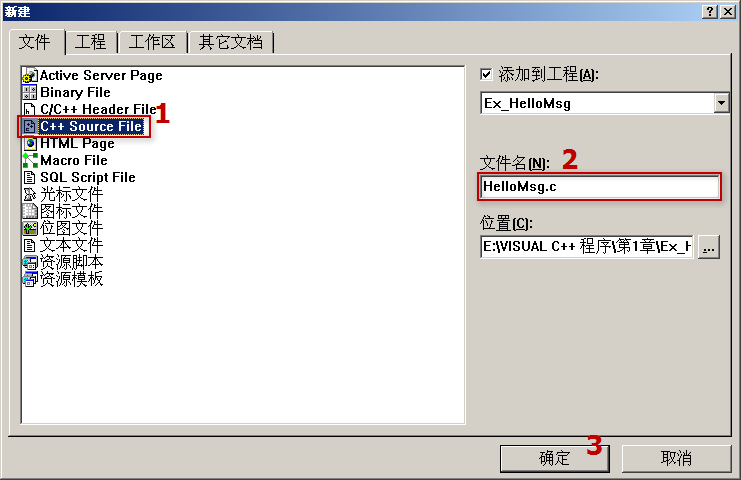 新建
文件 工程 工作区 其它文档
Active Server Page
Binary File
C/C++ Header File
1
C++ Source File
HTML Page
Macro File
SQL Script File
光标文件
图标文件
位图文件
文本文件
资源脚本
资源模板
添加到工程(A):
Ex_HelloMsg
文件名(N): 2
HelloMsg.c
位置(C):
E:\VISUAL C++ 程序\第1章\Ex_H
...
3
确定 取消